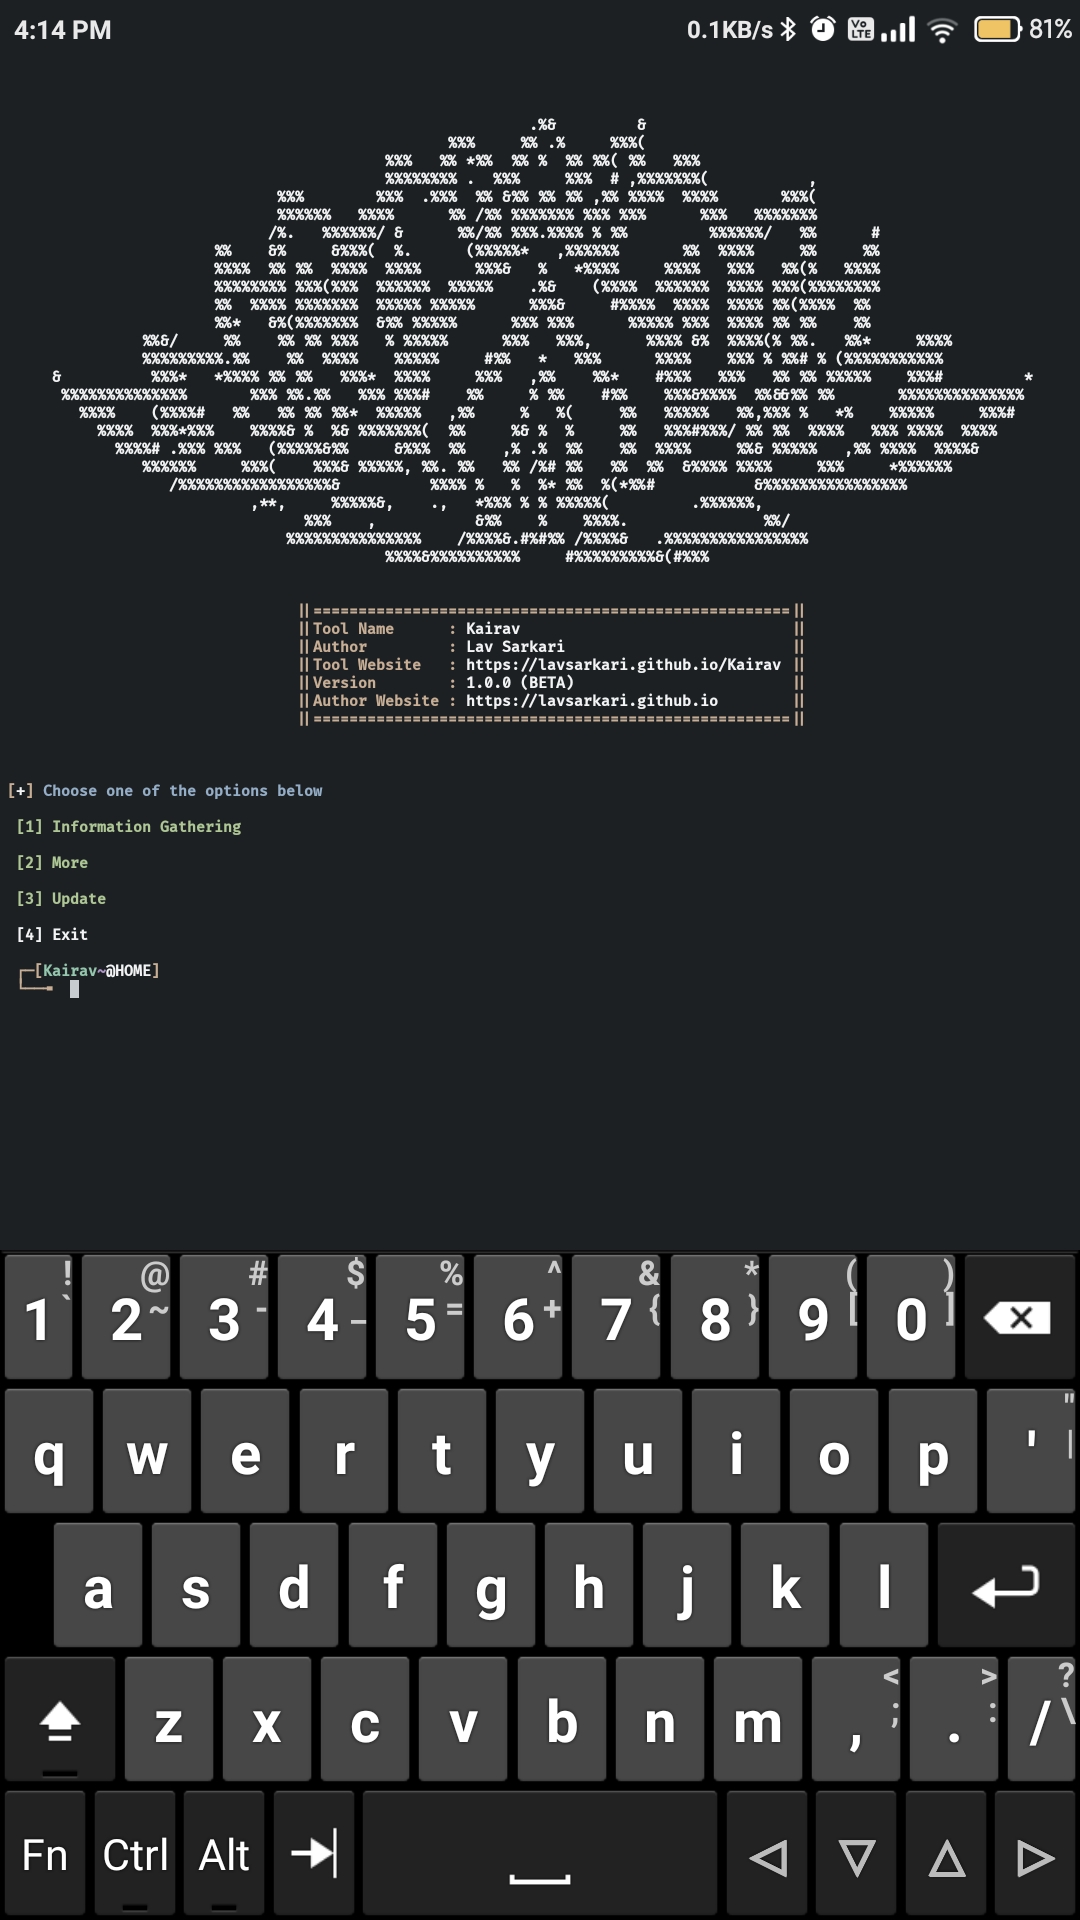 4:14 PM 0.1KB/s Vo LTE 81%
||=====================================================||
||Tool Name      : Kairav                              ||
||Author         : Lav Sarkari                         ||
||Tool Website   : https://lavsarkari.github.io/Kairav ||
||Version        : 1.0.0 (BETA)                        ||
||Author Website : https://lavsarkari.github.io        ||
||=====================================================||
[+] Choose one of the options below
[1] Information Gathering
[2] More
[3] Update
[4] Exit
┌─[Kairav~@HOME]
└──╼
1 ! ` 2 @ ~ 3 # - 4 $ _ 5 % = 6 ^ + 7 & { 8 * } 9 ( [ 0 ) ]
q w e r t y u i o p ' " |
a s d f g h j k l
z x c v b n m , < ; . > : / ? \
Fn Ctrl Alt